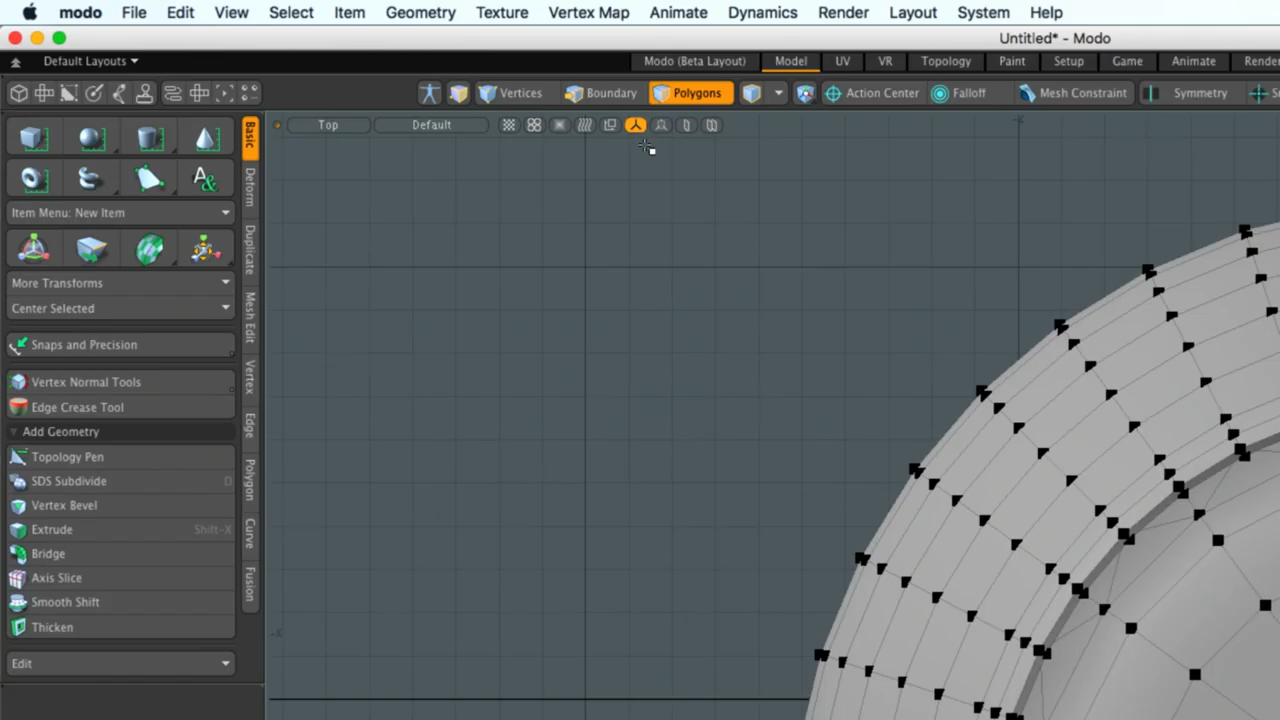 modo File Edit View Select Item Geometry Texture Vertex Map Animate Dynamics Render Layout System Help
Untitled* - Modo
Default Layouts Modo (Beta Layout) Model UV VR Topology Paint Setup Game Animate Render
Vertices Boundary Polygons Action Center Falloff Mesh Constraint Symmetry
Top Default
Basic
Deform
Duplicate
Mesh Edit
Vertex
Edge
Polygon
Curve
Fusion
Item Menu: New Item
More Transforms
Center Selected
Snaps and Precision
Vertex Normal Tools
Edge Crease Tool
Add Geometry
Topology Pen
SDS Subdivide D
Vertex Bevel
Extrude Shift-X
Bridge
Axis Slice
Smooth Shift
Thicken
Edit